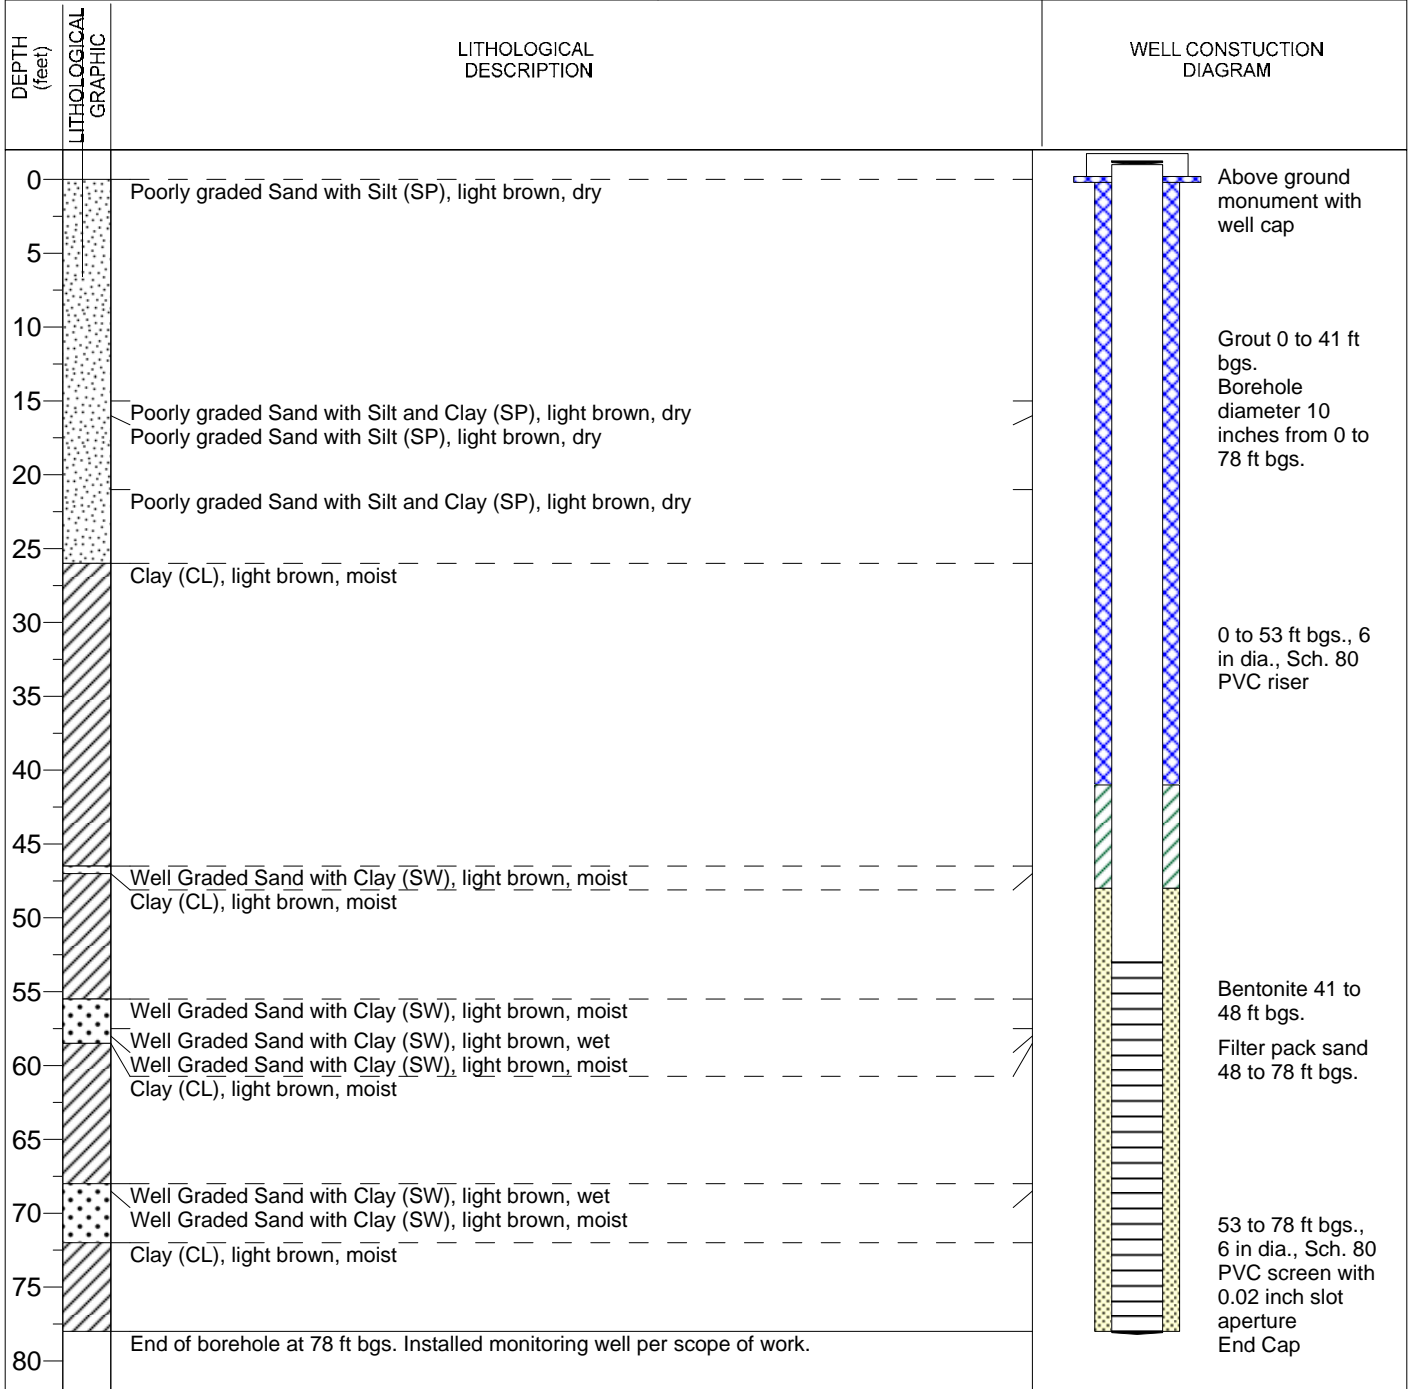 DEPTH
(feet)
LITHOLOGICAL
GRAPHIC
LITHOLOGICAL
DESCRIPTION
WELL CONSTUCTION
DIAGRAM
0
5
10
15
20
25
30
35
40
45
50
55
60
65
70
75
80
Poorly graded Sand with Silt (SP), light brown, dry
Poorly graded Sand with Silt and Clay (SP), light brown, dry
Poorly graded Sand with Silt (SP), light brown, dry
Poorly graded Sand with Silt and Clay (SP), light brown, dry
Clay (CL), light brown, moist
Well Graded Sand with Clay (SW), light brown, moist
Clay (CL), light brown, moist
Well Graded Sand with Clay (SW), light brown, moist
Well Graded Sand with Clay (SW), light brown, wet
Well Graded Sand with Clay (SW), light brown, moist
Clay (CL), light brown, moist
Well Graded Sand with Clay (SW), light brown, wet
Well Graded Sand with Clay (SW), light brown, moist
Clay (CL), light brown, moist
End of borehole at 78 ft bgs. Installed monitoring well per scope of work.
Above ground
monument with
well cap
Grout 0 to 41 ft
bgs.
Borehole
diameter 10
inches from 0 to
78 ft bgs.
0 to 53 ft bgs., 6
in dia., Sch. 80
PVC riser
Bentonite 41 to
48 ft bgs.
Filter pack sand
48 to 78 ft bgs.
53 to 78 ft bgs.,
6 in dia., Sch. 80
PVC screen with
0.02 inch slot
aperture
End Cap